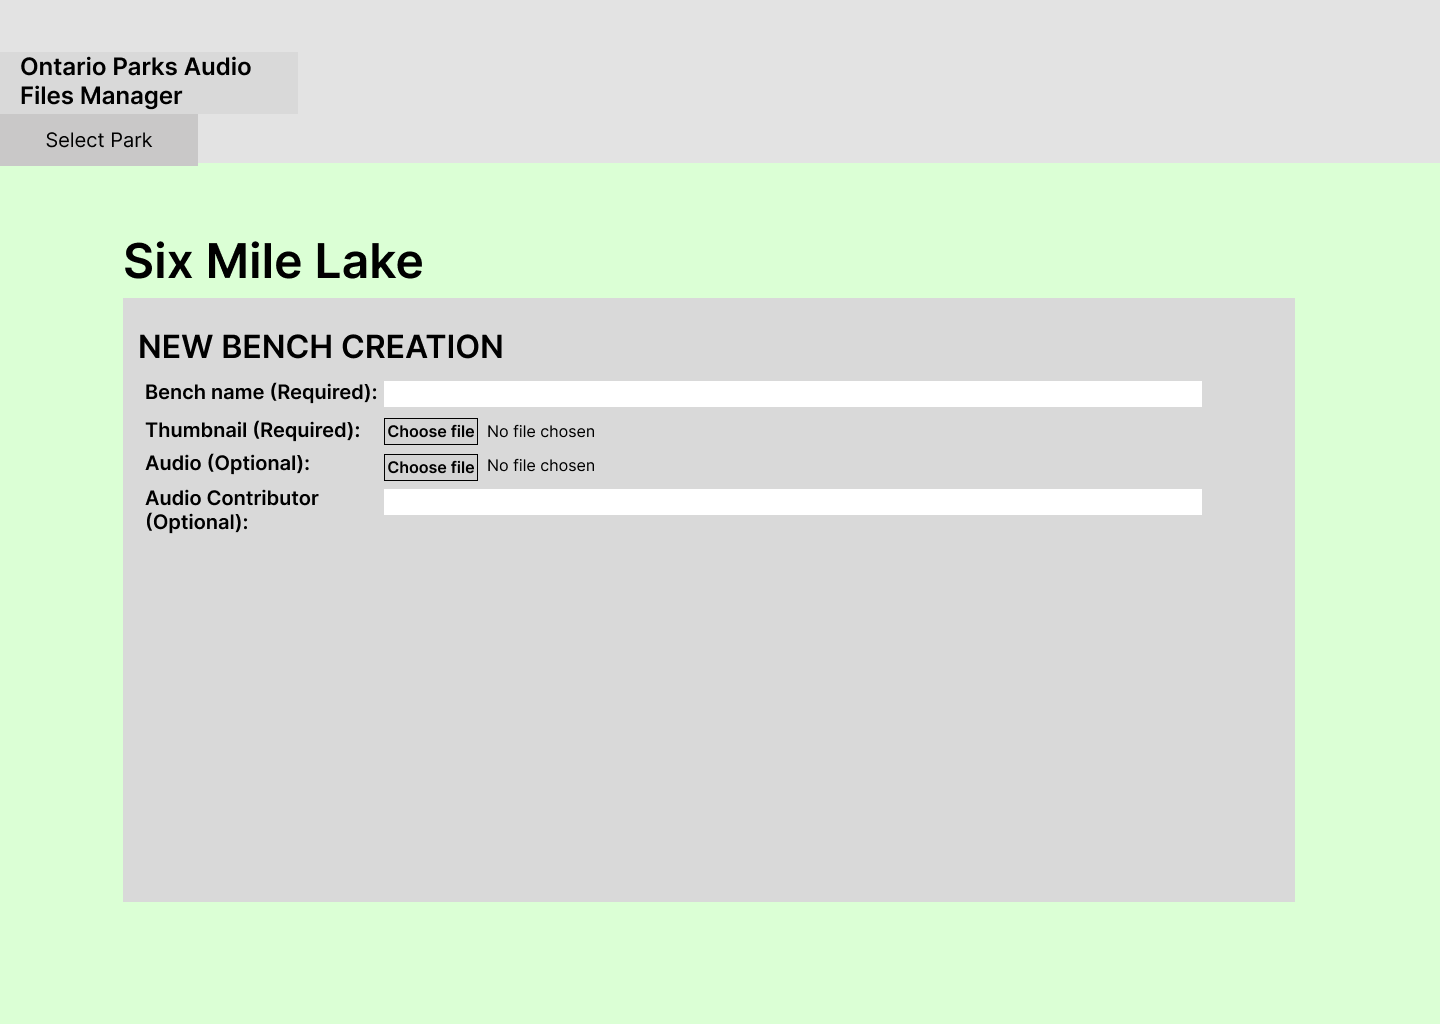 Ontario Parks Audio
Files Manager
Select Park
Six Mile Lake
NEW BENCH CREATION
Bench name (Required):
Thumbnail (Required): Choose file No file chosen
Audio (Optional): Choose file No file chosen
Audio Contributor
(Optional):